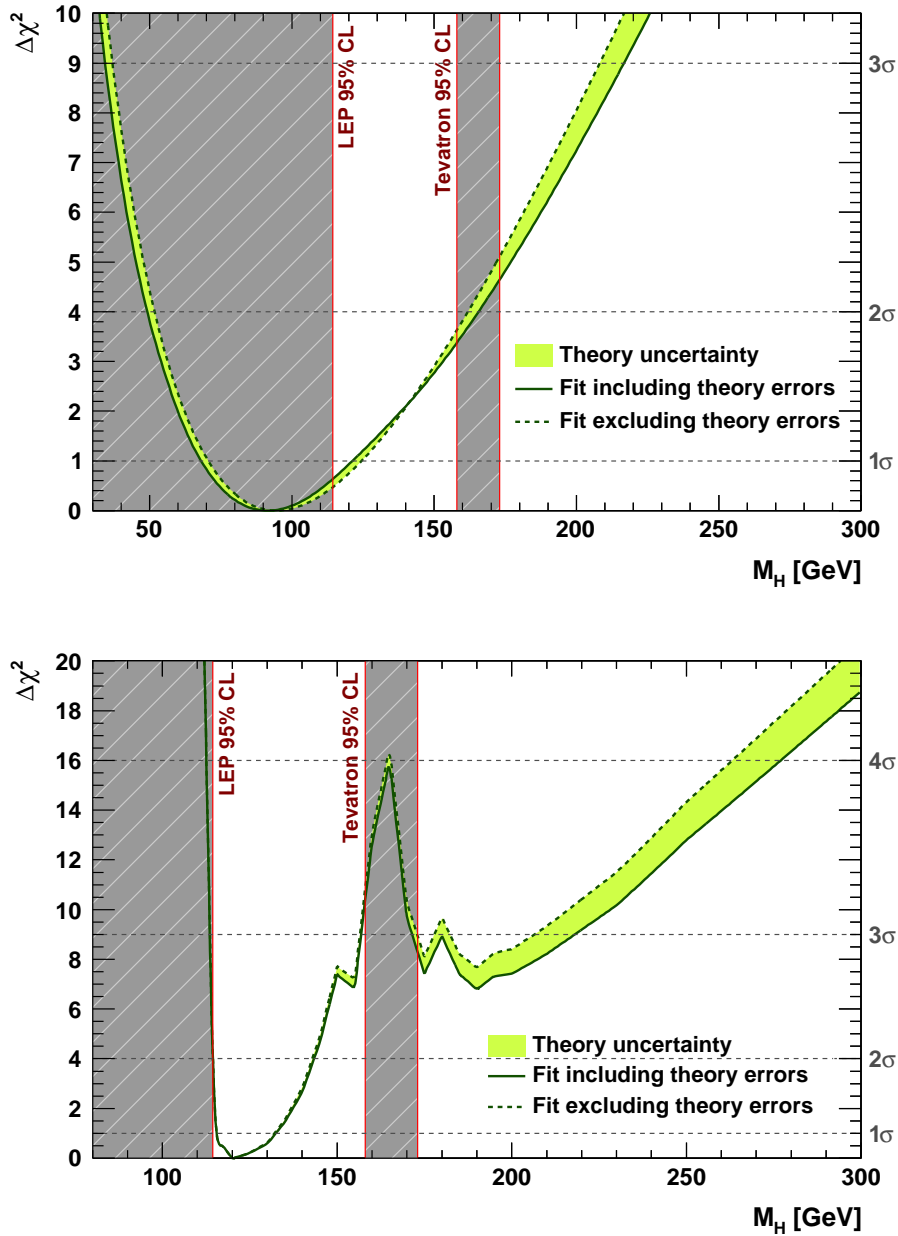 Δχ²
10
9
8
7
6
5
4
3
2
1
0
LEP 95% CL
Tevatron 95% CL
3σ
2σ
1σ
Theory uncertainty
Fit including theory errors
Fit excluding theory errors
50 100 150 200 250 300
M_H [GeV]
Δχ²
20
18
16
14
12
10
8
6
4
2
0
LEP 95% CL
Tevatron 95% CL
4σ
3σ
2σ
1σ
Theory uncertainty
Fit including theory errors
Fit excluding theory errors
100 150 200 250 300
M_H [GeV]